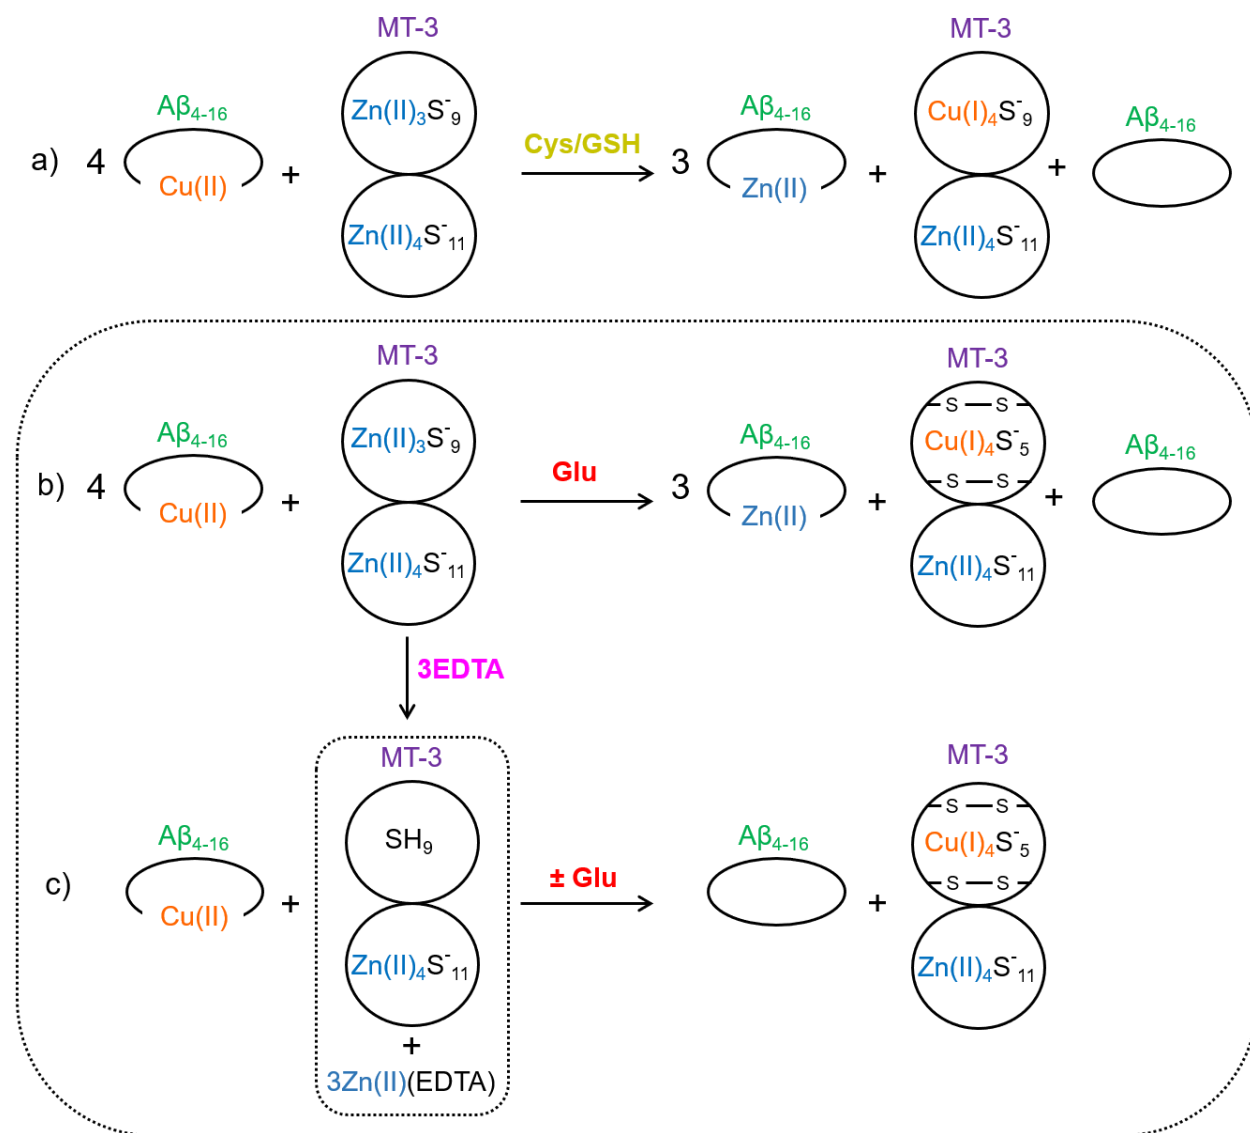 MT-3 MT-3
Aβ4-16 Zn(II)3S-9 Aβ4-16 Cu(I)4S-9 Aβ4-16
a) 4 Cu(II) + Cys/GSH 3 Zn(II) + +
Zn(II)4S-11 Zn(II)4S-11
MT-3 MT-3
S S
Aβ4-16 Zn(II)3S-9 Aβ4-16 Cu(I)4S-5 Aβ4-16
S S
b) 4 Cu(II) + Glu 3 Zn(II) + +
Zn(II)4S-11 Zn(II)4S-11
3EDTA
MT-3 MT-3
S S
Aβ4-16 SH9 Aβ4-16 Cu(I)4S-5
S S
c) Cu(II) + ± Glu +
Zn(II)4S-11 Zn(II)4S-11
+
3Zn(II)(EDTA)